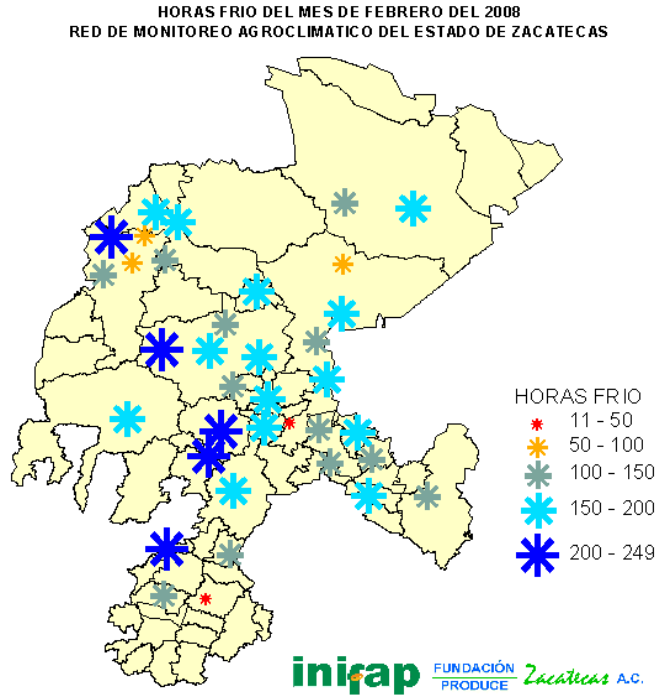 HORAS FRIO DEL MES DE FEBRERO DEL 2008
RED DE MONITOREO AGROCLIMATICO DEL ESTADO DE ZACATECAS
HORAS FRIO
11 - 50
50 - 100
100 - 150
150 - 200
200 - 249
inifap
FUNDACIÓN
PRODUCE
Zacatecas A.C.